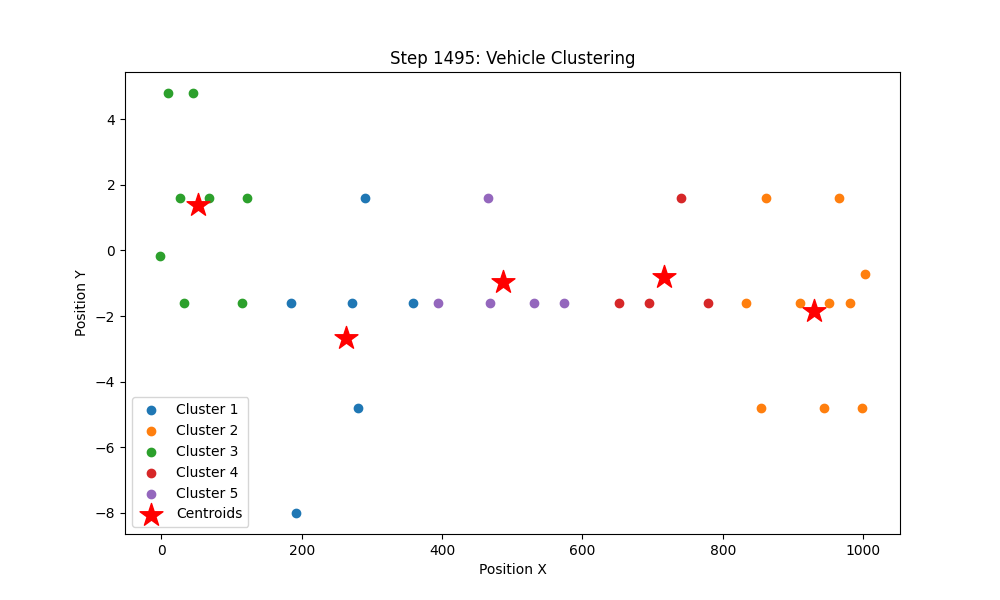 Step 1495: Vehicle Clustering
Position Y
4
2
0
−2
−4
−6
−8
Cluster 1
Cluster 2
Cluster 3
Cluster 4
Cluster 5
Centroids
0 200 400 600 800 1000
Position X